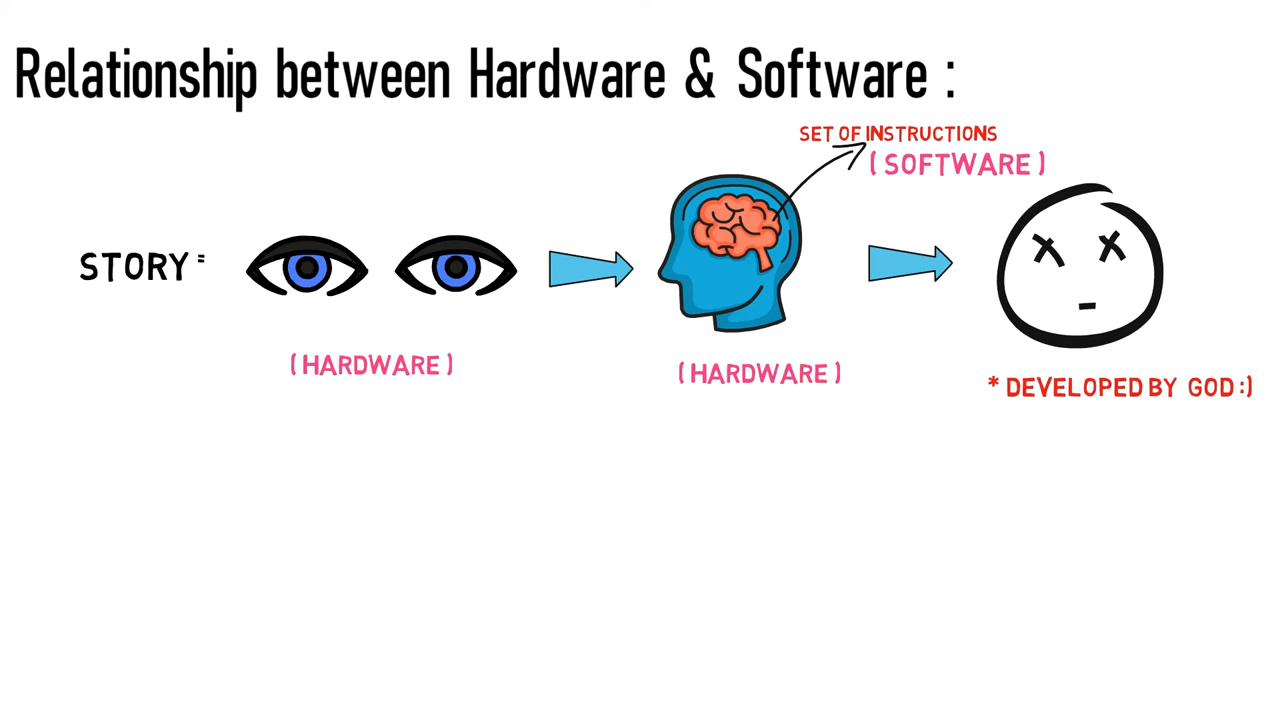 Relationship between Hardware & Software :
SET OF INSTRUCTIONS
( SOFTWARE )
STORY =
( HARDWARE )
( HARDWARE )
* DEVELOPED BY GOD :)